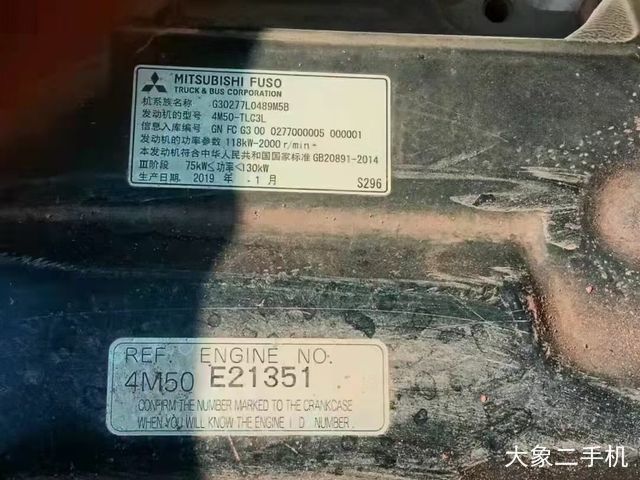 MITSUBISHI FUSO
TRUCK & BUS CORPORATION
机系族名称 G30277L0489M5B
发动机的型号 4M50-TLC3L
信息入库编号 GN FC G3 00 0277000005 000001
发动机的功率参数 118kW-2000 r/min
本发动机符合中华人民共和国国家标准 GB20891-2014
Ⅲ阶段 75kW≤功率<130kW
生产日期 2019 年 - 1 月 S296
REF. ENGINE NO.
4M50 E21351
CONFIRM THE NUMBER MARKED TO THE CRANKCASE
WHEN YOU WILL KNOW THE ENGINE I.D NUMBER.
大象二手机